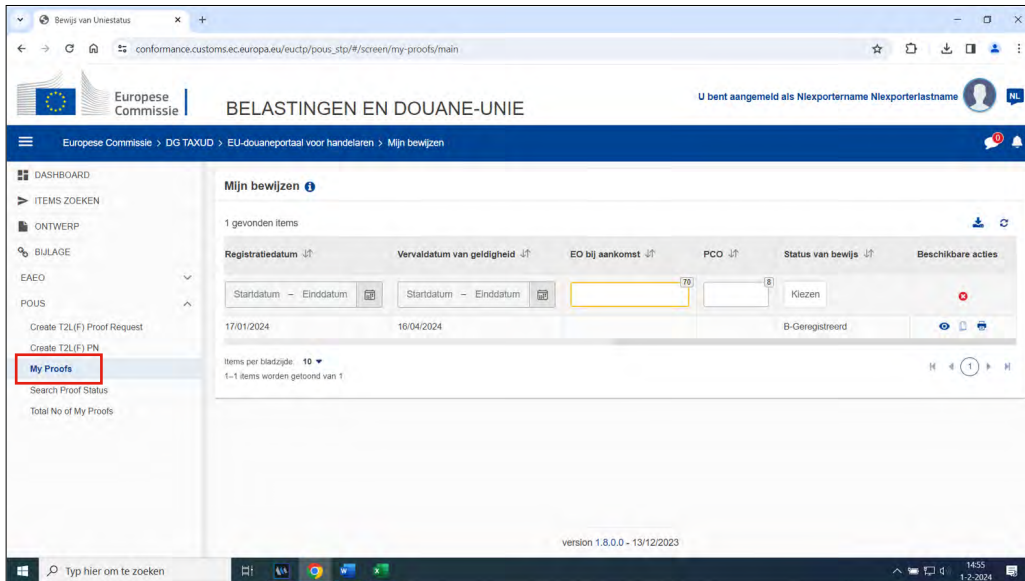 Bewijs van Uniestatus
conformance.customs.ec.europa.eu/euctp/pous_stp/#/screen/my-proofs/main
Europese
Commissie
BELASTINGEN EN DOUANE-UNIE
U bent aangemeld als Nlexportername Nlexporterlastname
NL
Europese Commissie > DG TAXUD > EU-douaneportaal voor handelaren > Mijn bewijzen
0
DASHBOARD
ITEMS ZOEKEN
ONTWERP
BIJLAGE
EAEO
POUS
Create T2L(F) Proof Request
Create T2L(F) PN
My Proofs
Search Proof Status
Total No of My Proofs
Mijn bewijzen
1 gevonden items
Registratiedatum Vervaldatum van geldigheid EO bij aankomst PCO Status van bewijs Beschikbare acties
Startdatum – Einddatum Startdatum – Einddatum 70 8 Kiezen
17/01/2024 16/04/2024 B-Geregistreerd
Items per bladzijde: 10
1–1 items worden getoond van 1
1
version 1.8.0.0 - 13/12/2023
Typ hier om te zoeken
14:55
1-2-2024